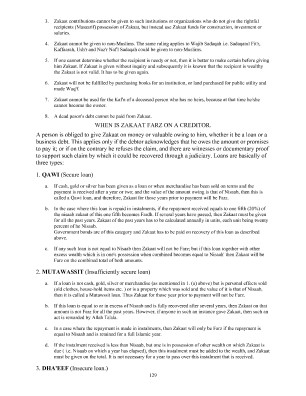 3. Zakaat contributions cannot be given to such institutions or organizations who do not give the rightful
recipients (Masaarif) possession of Zakaat, but instead use Zakaat funds for construction, investment or
salaries.
4. Zakaat cannot be given to non-Muslims. The same ruling applies to Wajib Sadaqah i.e. Sadaqatul Fitr,
Kaffarah, Ushr and Nazr. Nafl Sadaqah could be given to non-Muslims.
5. If one cannot determine whether the recipient is needy or not, then it is better to make certain before giving
him Zakaat. If Zakaat is given without inquiry and subsequently it is known that the recipient is wealthy
the Zakaat is not valid. It has to be given again.
6. Zakaat will not be fulfilled by purchasing books for an institution, or land purchased for public utility and
made Waqf.
7. Zakaat cannot be used for the Kafn of a deceased person who has no heirs, because at that time he/she
cannot become the owner.
8. A dead person's debt cannot be paid from Zakaat.
WHEN IS ZAKAAT FARZ ON A CREDITOR.
A person is obliged to give Zakaat on money or valuable owing to him, whether it be a loan or a
business debt. This applies only if the debtor acknowledges that he owes the amount or promises
to pay it; or if on the contrary he refuses the claim, and there are witnesses or documentary proof
to support such claim by which it could be recovered through a judiciary. Loans are basically of
three types:
1. QAWI (Secure loan)
a. If cash, gold or silver has been given as a loan or when merchandise has been sold on terms and the
payment is received after a year or two, and the value of the amount owing is that of Nisaab, then this is
called a Qawi loan, and therefore, Zakaat for those years prior to payment will be Farz.
b. In the case where this loan is repaid in instalments, if the repayment received equals to one fifth (20%) of
the nisaab zakaat of this one fifth becomes Farz. If several years have passed, then Zakaat must be given
for all the past years. Zakaat of the past years has to be calculated annually in units, each unit being twenty
percent of he Nisaab.
Government bonds are of this category and Zakaat has to be paid on recovery of this loan as described
above.
c. If any such loan is not equal to Nisaab then Zakaat will not be Farz; but if this loan together with other
excess wealth which is in one's possession when combined becomes equal to Nisaab then Zakaat will be
Farz on the combined total of both amounts.
2. MUTAWASSIT (Insufficiently secure loan)
a. If a loan is not cash, gold, silver or merchandise (as mentioned in 1. (a) above) but is personal effects sold
(old clothes, house-hold items etc..) or is a property which was sold and the value of it is that of Nisaab,
then it is called a Mutawassit loan. Thus Zakaat for those years prior to payment will not be Farz.
b. If this loan is equal to or in excess of Nisaab and is fully recovered after several years, then Zakaat on that
amount is not Farz for all the past years. However, if anyone in such an instance gave Zakaat, then such an
act is rewarded by Allah Ta'ala.
c. In a case where the repayment is made in instalments, then Zakaat will only be Farz if the repayment is
equal to Nisaab and is retained for a full Islamic year.
d. If the instalment received is less than Nisaab, but one is in possession of other wealth on which Zakaat is
due ( i.e. Nisaab on which a year has elapsed), then this instalment must be added to the wealth, and Zakaat
must be given on the total. It is not necessary for a year to pass over this instalment that is received.
3. DHA'EEF (Insecure loan.)
129